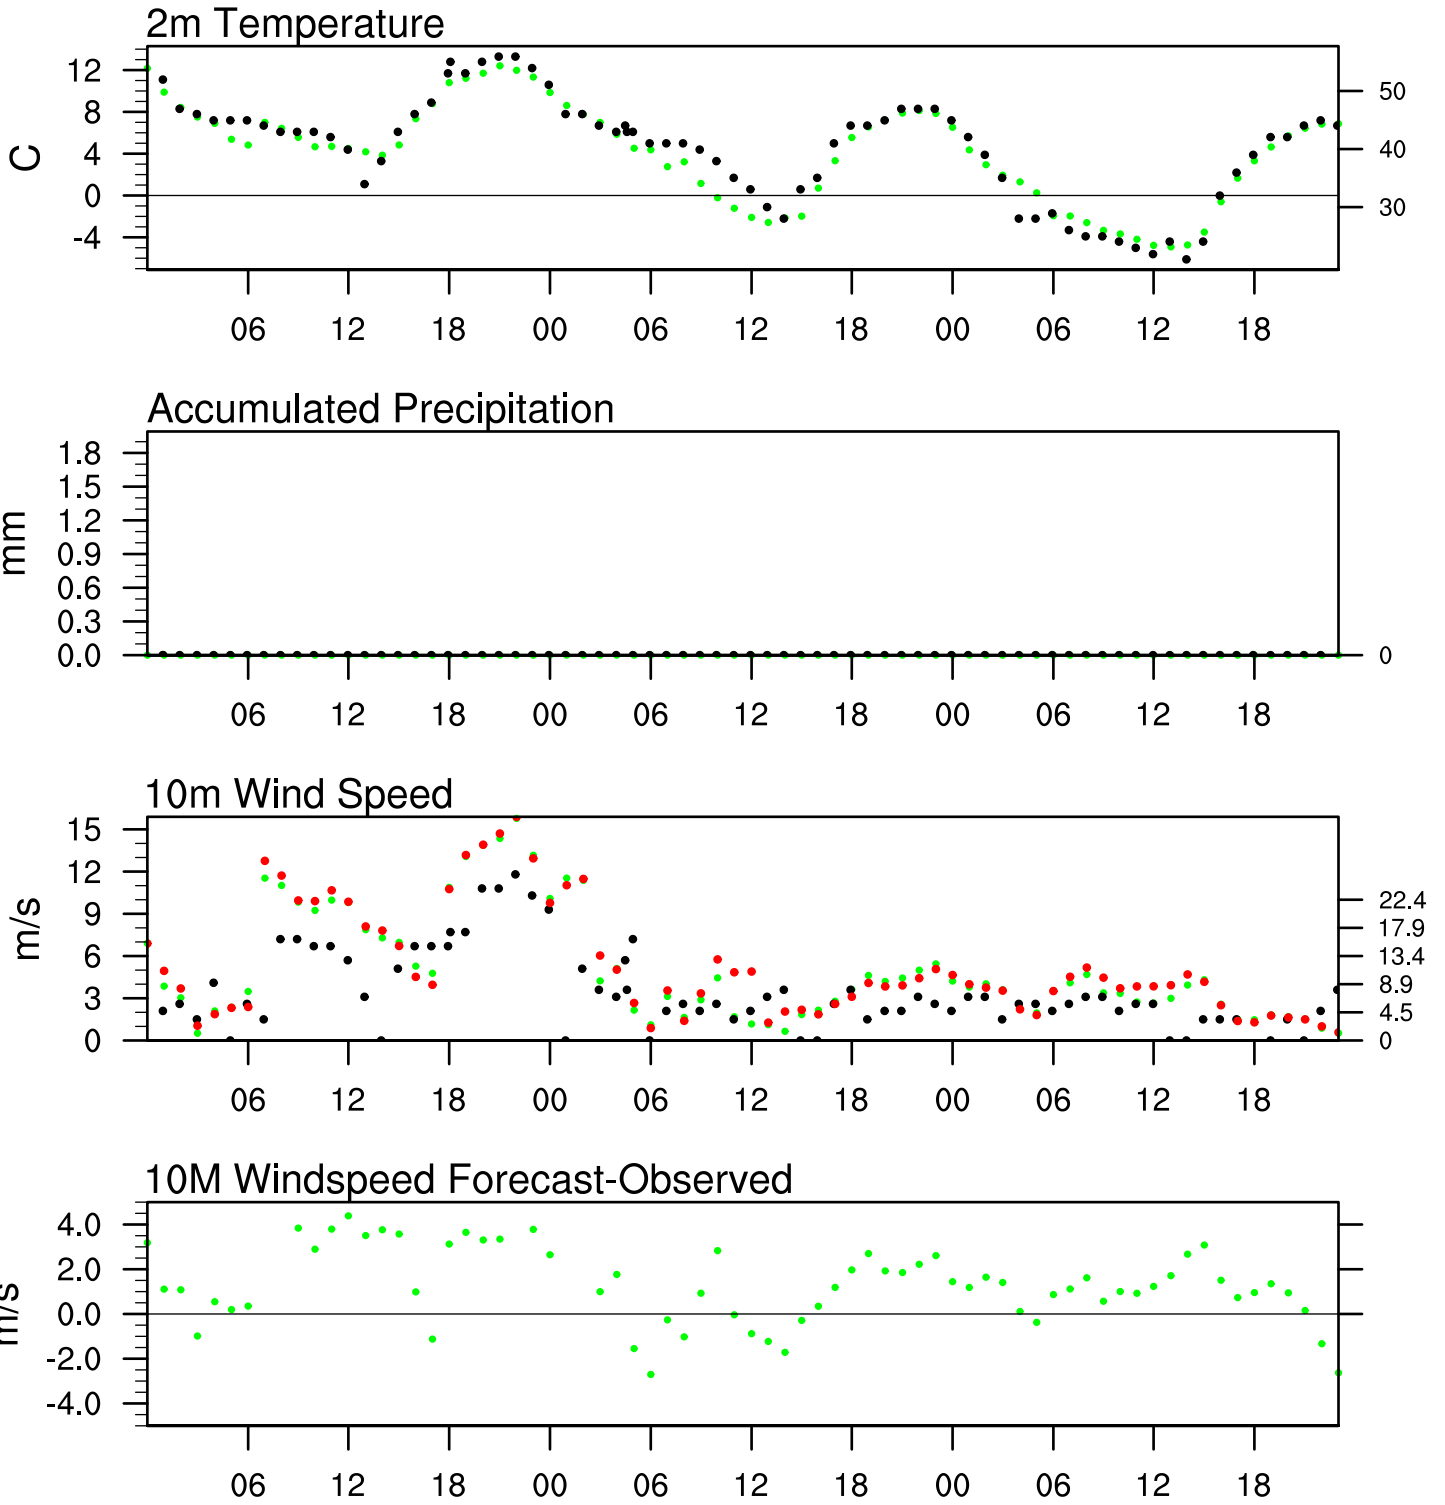 2m Temperature
12
8
4
0
-4
C
50
40
30
06 12 18 00 06 12 18 00 06 12 18
Accumulated Precipitation
1.8
1.5
1.2
0.9
0.6
0.3
0.0
mm
0
06 12 18 00 06 12 18 00 06 12 18
10m Wind Speed
15
12
9
6
3
0
m/s
22.4
17.9
13.4
8.9
4.5
0
06 12 18 00 06 12 18 00 06 12 18
10M Windspeed Forecast-Observed
4.0
2.0
0.0
-2.0
-4.0
m/s
06 12 18 00 06 12 18 00 06 12 18